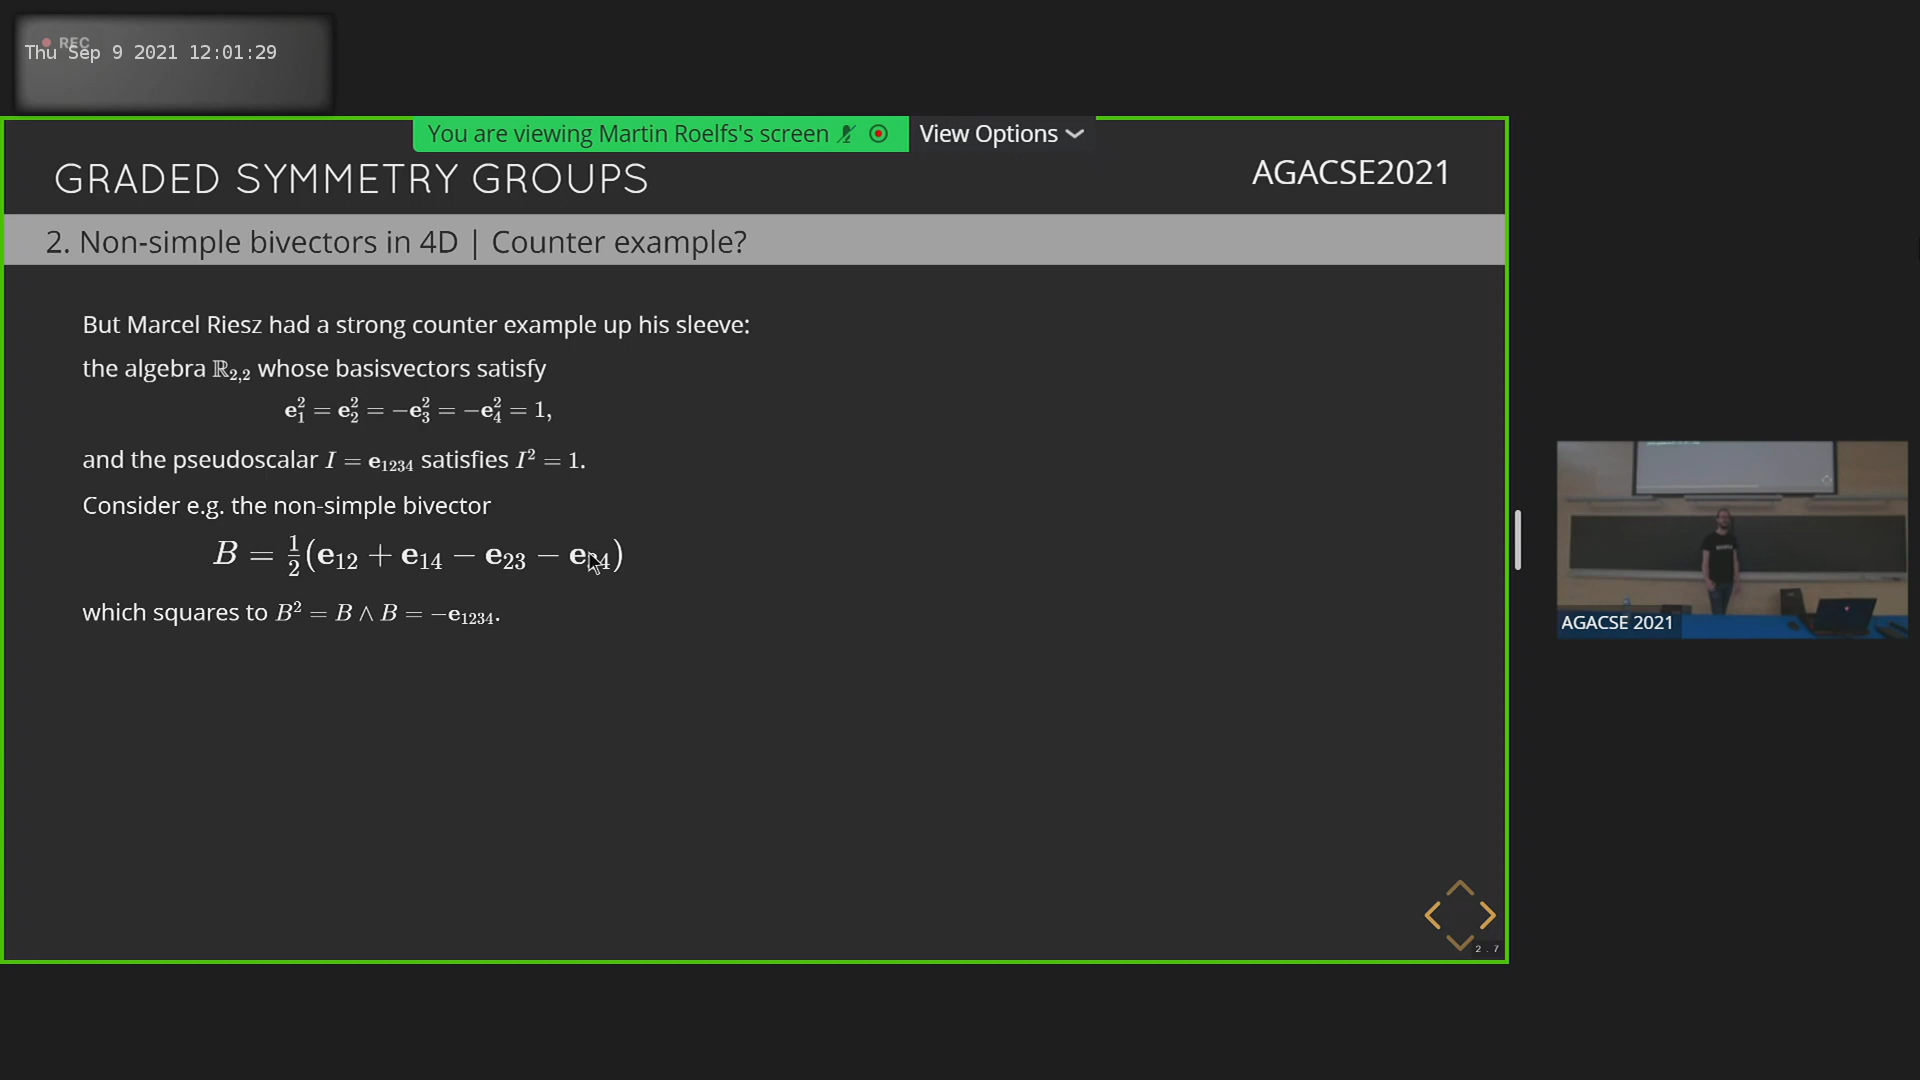 REC
Thu Sep 9 2021 12:01:29
You are viewing Martin Roelfs's screen View Options
GRADED SYMMETRY GROUPS
AGACSE2021
2. Non-simple bivectors in 4D | Counter example?
But Marcel Riesz had a strong counter example up his sleeve:
the algebra ℝ₂,₂ whose basisvectors satisfy
e₁² = e₂² = −e₃² = −e₄² = 1,
and the pseudoscalar I = e₁₂₃₄ satisfies I² = 1.
Consider e.g. the non-simple bivector
B = ½(e₁₂ + e₁₄ − e₂₃ − e₃₄)
which squares to B² = B ∧ B = −e₁₂₃₄.
AGACSE 2021
2.7